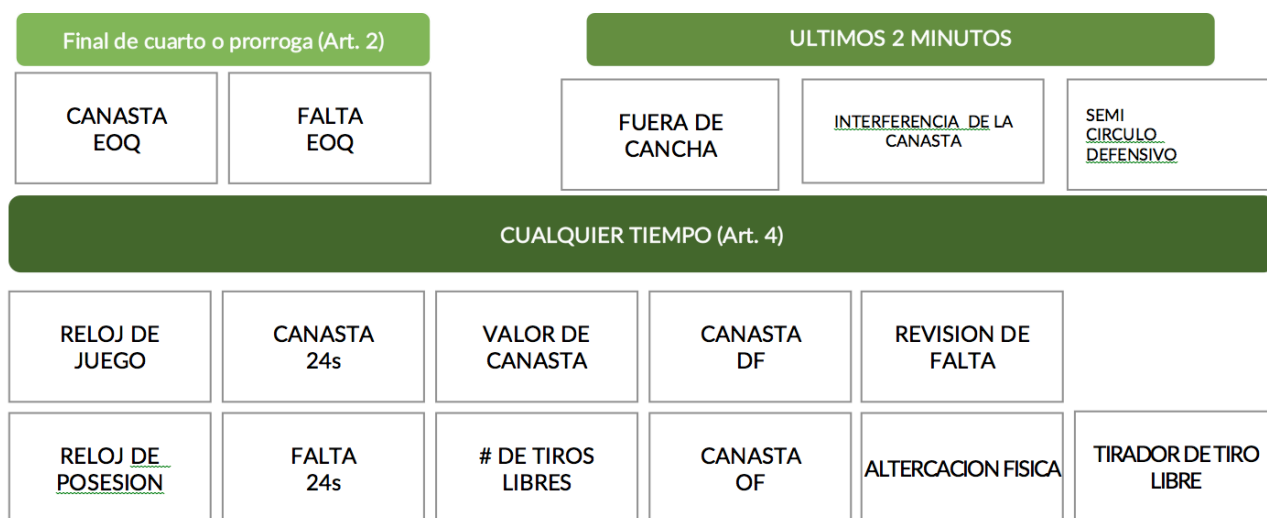 Final de cuarto o prorroga (Art. 2)
ULTIMOS 2 MINUTOS
CANASTA
EOQ
FALTA
EOQ
FUERA DE
CANCHA
INTERFERENCIA DE LA
CANASTA
SEMI
CIRCULO
DEFENSIVO
CUALQUIER TIEMPO (Art. 4)
RELOJ DE
JUEGO
CANASTA
24s
VALOR DE
CANASTA
CANASTA
DF
REVISION DE
FALTA
RELOJ DE
POSESION
FALTA
24s
# DE TIROS
LIBRES
CANASTA
OF
ALTERCACION FISICA
TIRADOR DE TIRO
LIBRE